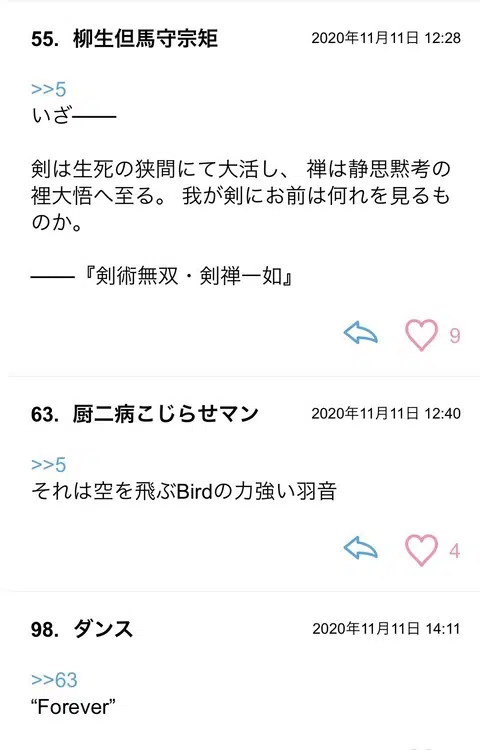 55. 柳生但馬守宗矩 2020年11月11日 12:28
>>5
いざ━━
剣は生死の狭間にて大活し、 禅は静思黙考の
裡大悟へ至る。 我が剣にお前は何れを見るも
のか。
━━『剣術無双・剣禅一如』
9
63. 厨二病こじらせマン 2020年11月11日 12:40
>>5
それは空を飛ぶBirdの力強い羽音
4
98. ダンス 2020年11月11日 14:11
>>63
“Forever”